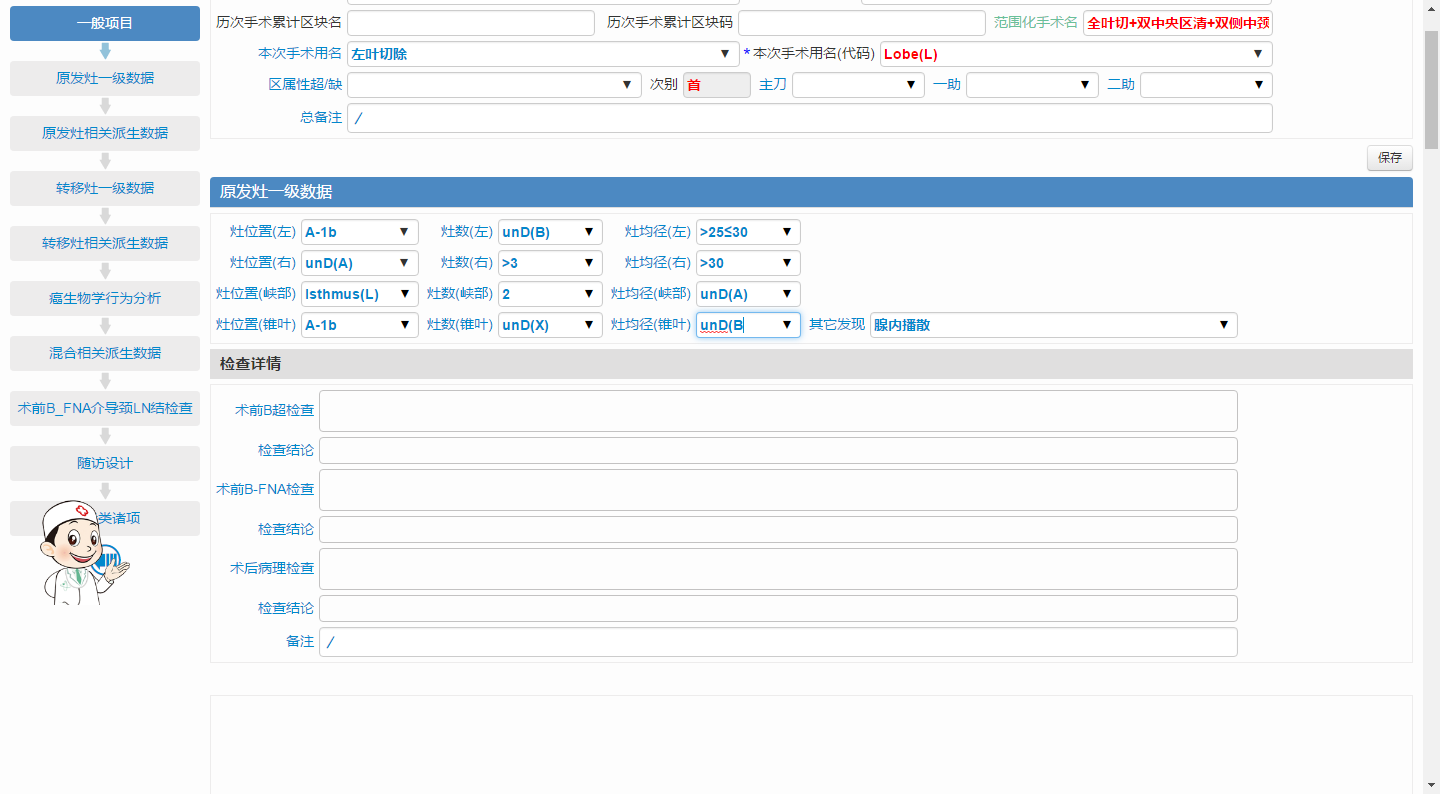 一般项目
原发灶一级数据
原发灶相关派生数据
转移灶一级数据
转移灶相关派生数据
癌生物学行为分析
混合相关派生数据
术前B_FNA介导颈LN结检查
随访设计
类诸项
历次手术累计区块名 历次手术累计区块码 范围化手术名 全叶切+双中央区清+双侧中颈
本次手术用名 左叶切除 * 本次手术用名(代码) Lobe(L)
区属性超/缺 次别 首 主刀 一助 二助
总备注 /
保存
原发灶一级数据
灶位置(左) A-1b 灶数(左) unD(B) 灶均径(左) >25≤30
灶位置(右) unD(A) 灶数(右) >3 灶均径(右) >30
灶位置(峡部) Isthmus(L) 灶数(峡部) 2 灶均径(峡部) unD(A)
灶位置(锥叶) A-1b 灶数(锥叶) unD(X) 灶均径(锥叶) unD(B 其它发现 腺内播散
检查详情
术前B超检查
检查结论
术前B-FNA检查
检查结论
术后病理检查
检查结论
备注 /